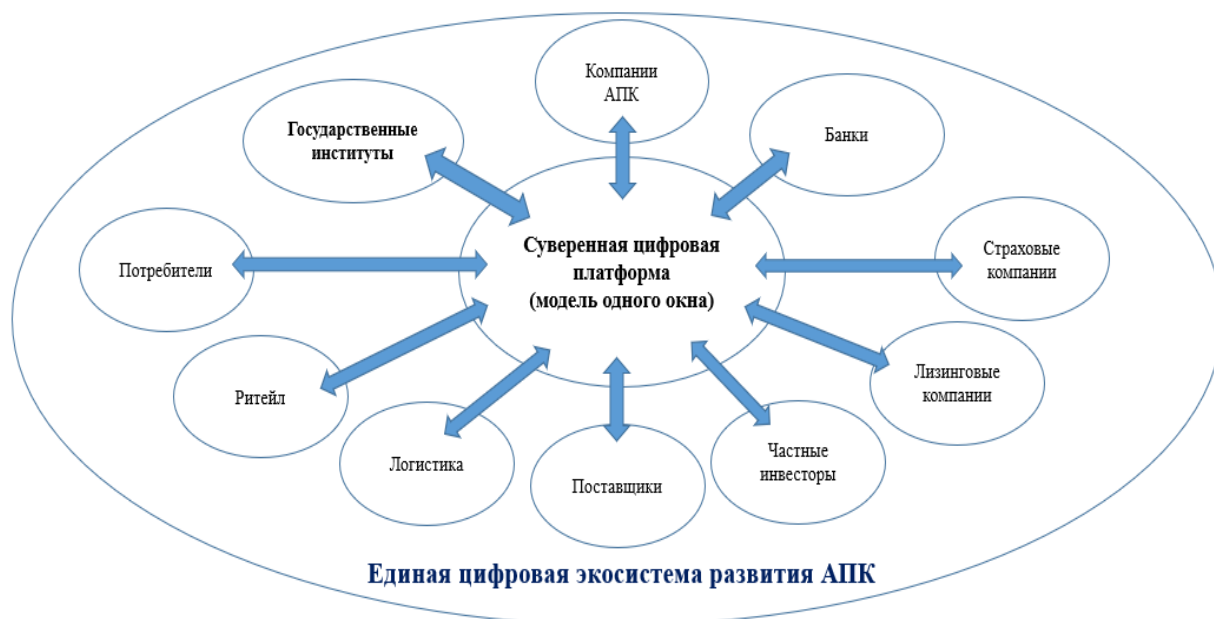 Компании
АПК
Государственные
институты
Банки
Суверенная цифровая
платформа
(модель одного окна)
Потребители
Страховые
компании
Ритейл
Лизинговые
компании
Логистика
Поставщики
Частные
инвесторы
Единая цифровая экосистема развития АПК